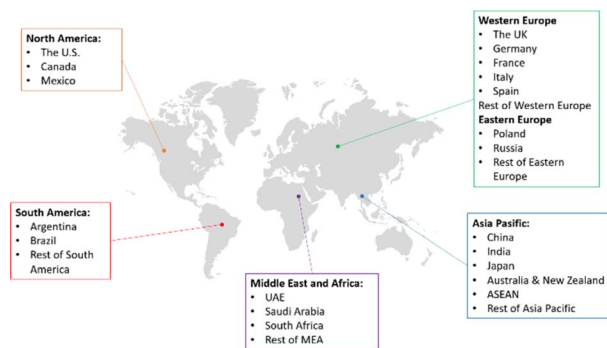 North America:
• The U.S.
• Canada
• Mexico
Western Europe
• The UK
• Germany
• France
• Italy
• Spain
Rest of Western Europe
Eastern Europe
• Poland
• Russia
• Rest of Eastern
Europe
South America:
• Argentina
• Brazil
• Rest of South
America
Middle East and Africa:
• UAE
• Saudi Arabia
• South Africa
• Rest of MEA
Asia Pasific:
• China
• India
• Japan
• Australia & New Zealand
• ASEAN
• Rest of Asia Pacific